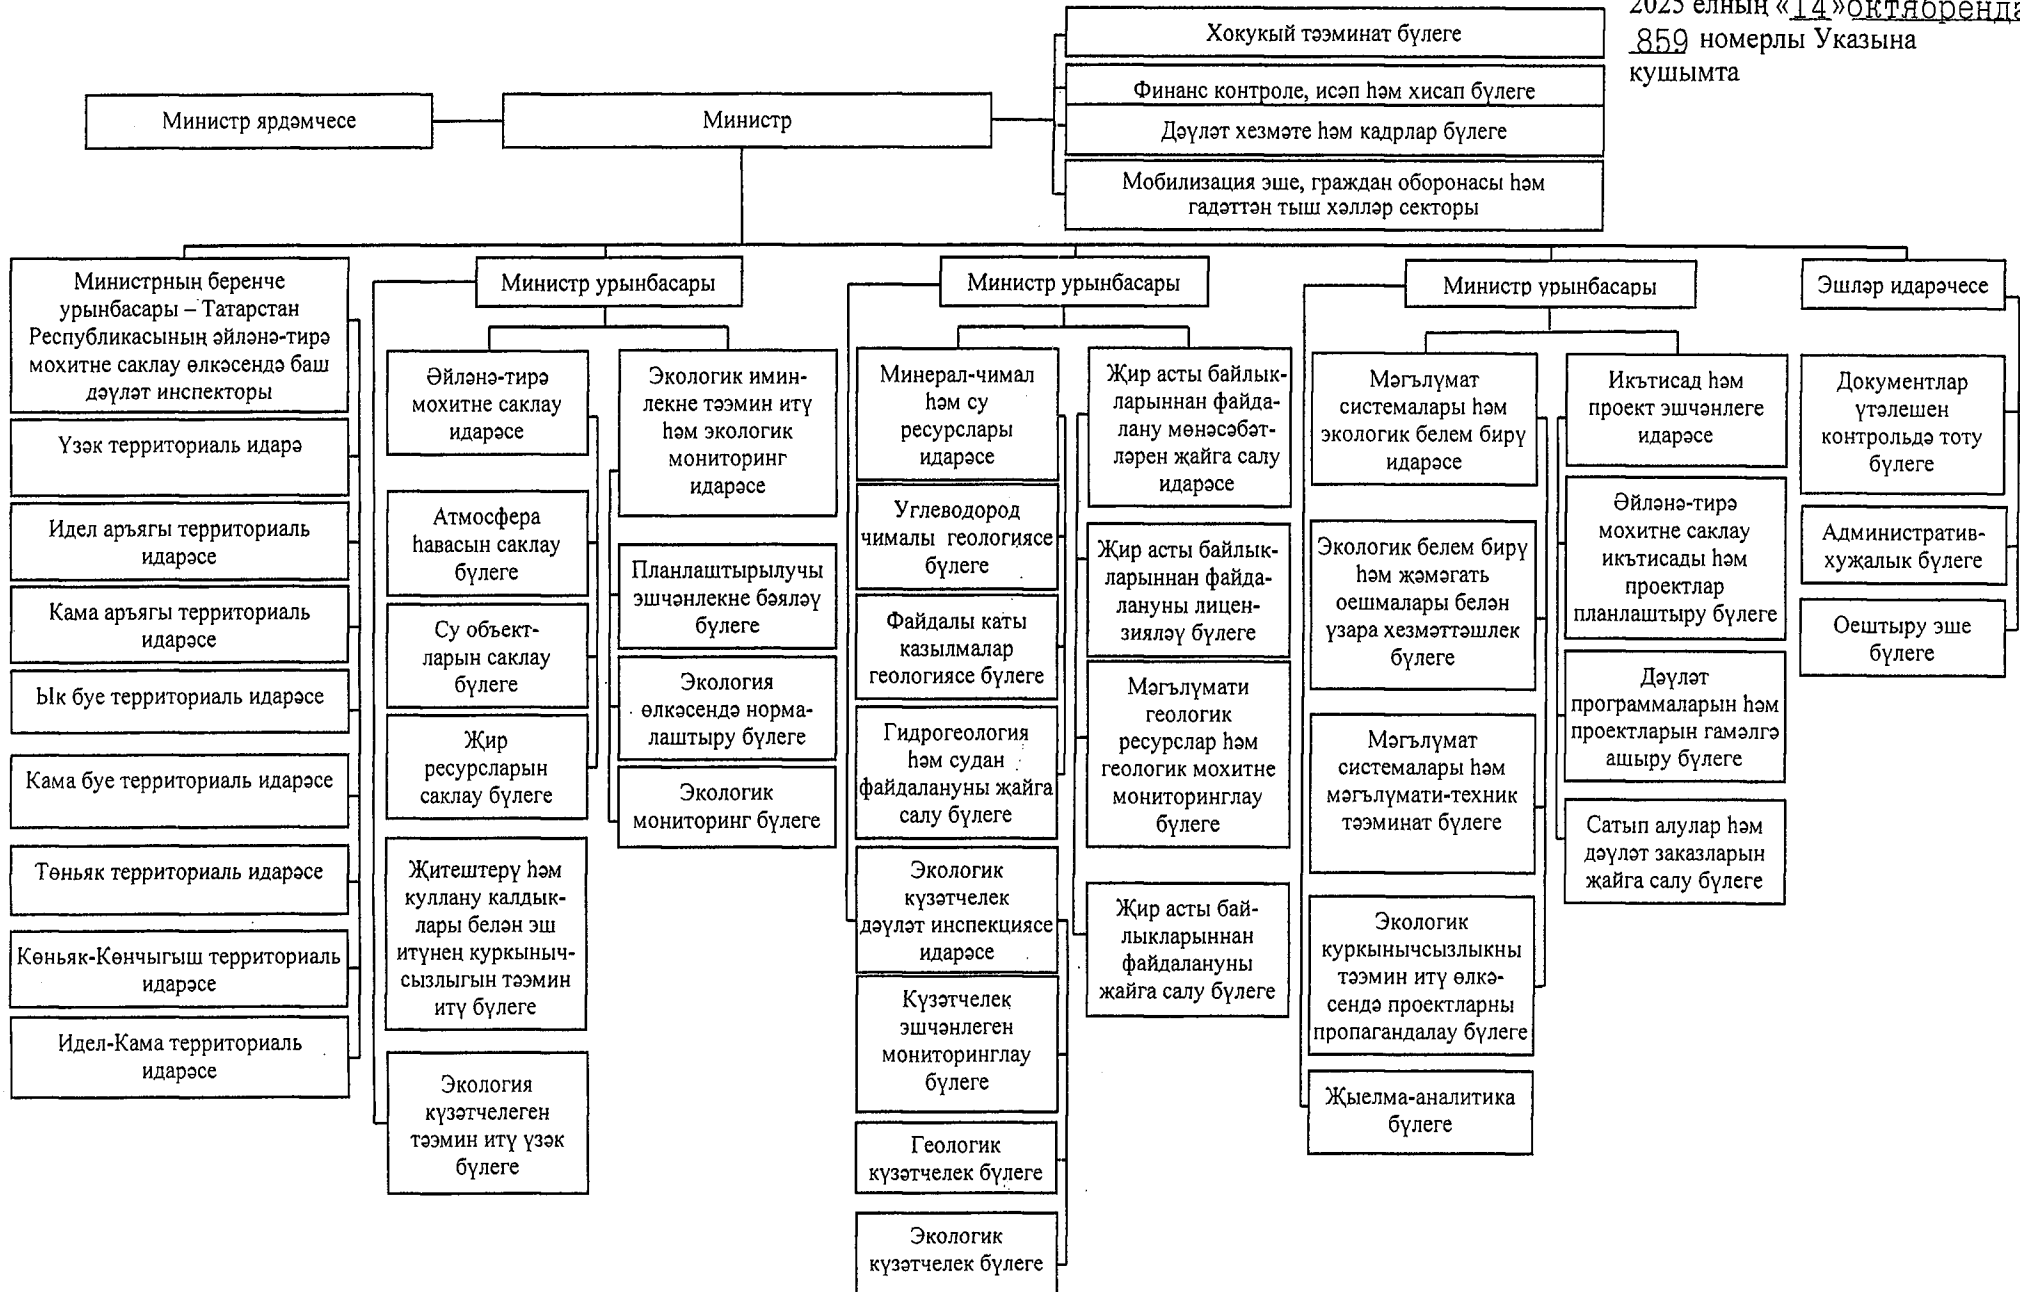 2025 елның «14»октябрендә
859 номерлы Указына
кушымта
Хокукый тәэминат бүлеге
Финанс контроле, исәп һәм хисап бүлеге
Дәүләт хезмәте һәм кадрлар бүлеге
Мобилизация эше, граждан оборонасы һәм
гадәттән тыш хәлләр секторы
Министр ярдәмчесе
Министр
Министрның беренче
урынбасары – Татарстан
Республикасының әйләнә-тирә
мохитне саклау өлкәсендә баш
дәүләт инспекторы
Үзәк территориаль идарә
Идел аръягы территориаль
идарәсе
Кама аръягы территориаль
идарәсе
Ык буе территориаль идарәсе
Кама буе территориаль идарәсе
Төньяк территориаль идарәсе
Көньяк-Көнчыгыш территориаль
идарәсе
Идел-Кама территориаль
идарәсе
Министр урынбасары
Әйләнә-тирә
мохитне саклау
идарәсе
Атмосфера
һавасын саклау
бүлеге
Су объект-
ларын саклау
бүлеге
Җир
ресурсларын
саклау бүлеге
Җитештерү һәм
куллану калдык-
лары белән эш
итүнең куркыныч-
сызлыгын тәэмин
итү бүлеге
Экология
күзәтчелеген
тәэмин итү үзәк
бүлеге
Экологик имин-
лекне тәэмин итү
һәм экологик
мониторинг
идарәсе
Планлаштырылучы
эшчәнлекне бәяләү
бүлеге
Экология
өлкәсендә норма-
лаштыру бүлеге
Экологик
мониторинг бүлеге
Министр урынбасары
Минерал-чимал
һәм су
ресурслары
идарәсе
Углеводород
чималы геологиясе
бүлеге
Файдалы каты
казылмалар
геологиясе бүлеге
Гидрогеология
һәм судан
файдалануны җайга
салу бүлеге
Экологик
күзәтчелек
дәүләт инспекциясе
идарәсе
Күзәтчелек
эшчәнлеген
мониторинглау
бүлеге
Геологик
күзәтчелек бүлеге
Экологик
күзәтчелек бүлеге
Җир асты байлык-
ларыннан файда-
лану мөнәсәбәт-
ләрен җайга салу
идарәсе
Җир асты байлык-
ларыннан файда-
лануны лицен-
зияләү бүлеге
Мәгълүмати
геологик
ресурслар һәм
геологик мохитне
мониторинглау
бүлеге
Җир асты бай-
лыкларыннан
файдалануны
җайга салу бүлеге
Министр урынбасары
Мәгълүмат
системалары һәм
экологик белем бирү
идарәсе
Экологик белем бирү
һәм җәмәгать
оешмалары белән
үзара хезмәттәшлек
бүлеге
Мәгълүмат
системалары һәм
мәгълүмати-техник
тәэминат бүлеге
Экологик
куркынычсызлыкны
тәэмин итү өлкә-
сендә проектларны
пропагандалау бүлеге
Җыелма-аналитика
бүлеге
Икътисад һәм
проект эшчәнлеге
идарәсе
Әйләнә-тирә
мохитне саклау
икътисады һәм
проектлар
планлаштыру бүлеге
Дәүләт
программаларын һәм
проектларын гамәлгә
ашыру бүлеге
Сатып алулар һәм
дәүләт заказларын
җайга салу бүлеге
Эшләр идарәчесе
Документлар
үтәлешен
контрольдә тоту
бүлеге
Административ-
хуҗалык бүлеге
Оештыру эше
бүлеге